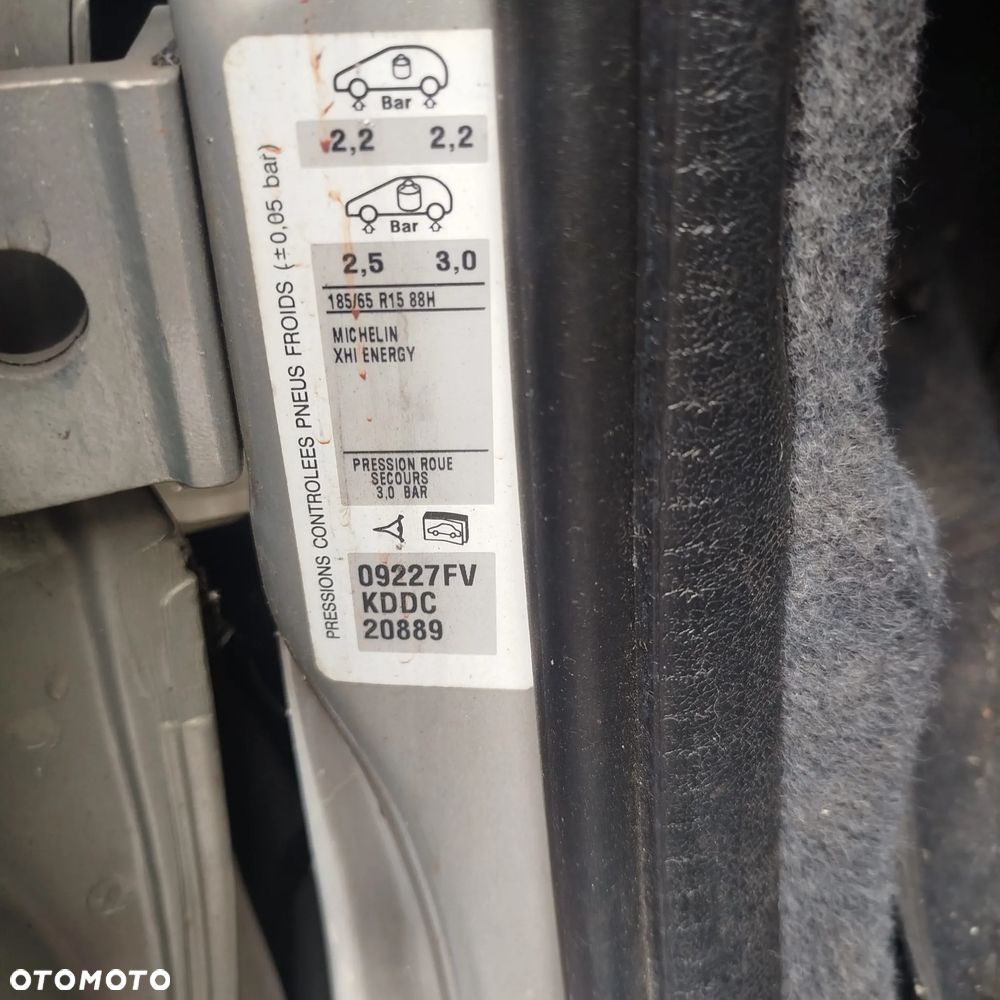 Bar
2,2 2,2
Bar
2,5 3,0
185/65 R15 88H
MICHELIN
XHI ENERGY
PRESSION ROUE
SECOURS
3,0 BAR
09227FV
KDDC
20889
PRESSIONS CONTROLEES PNEUS FROIDS (±0,05 bar)
OTOMOTO